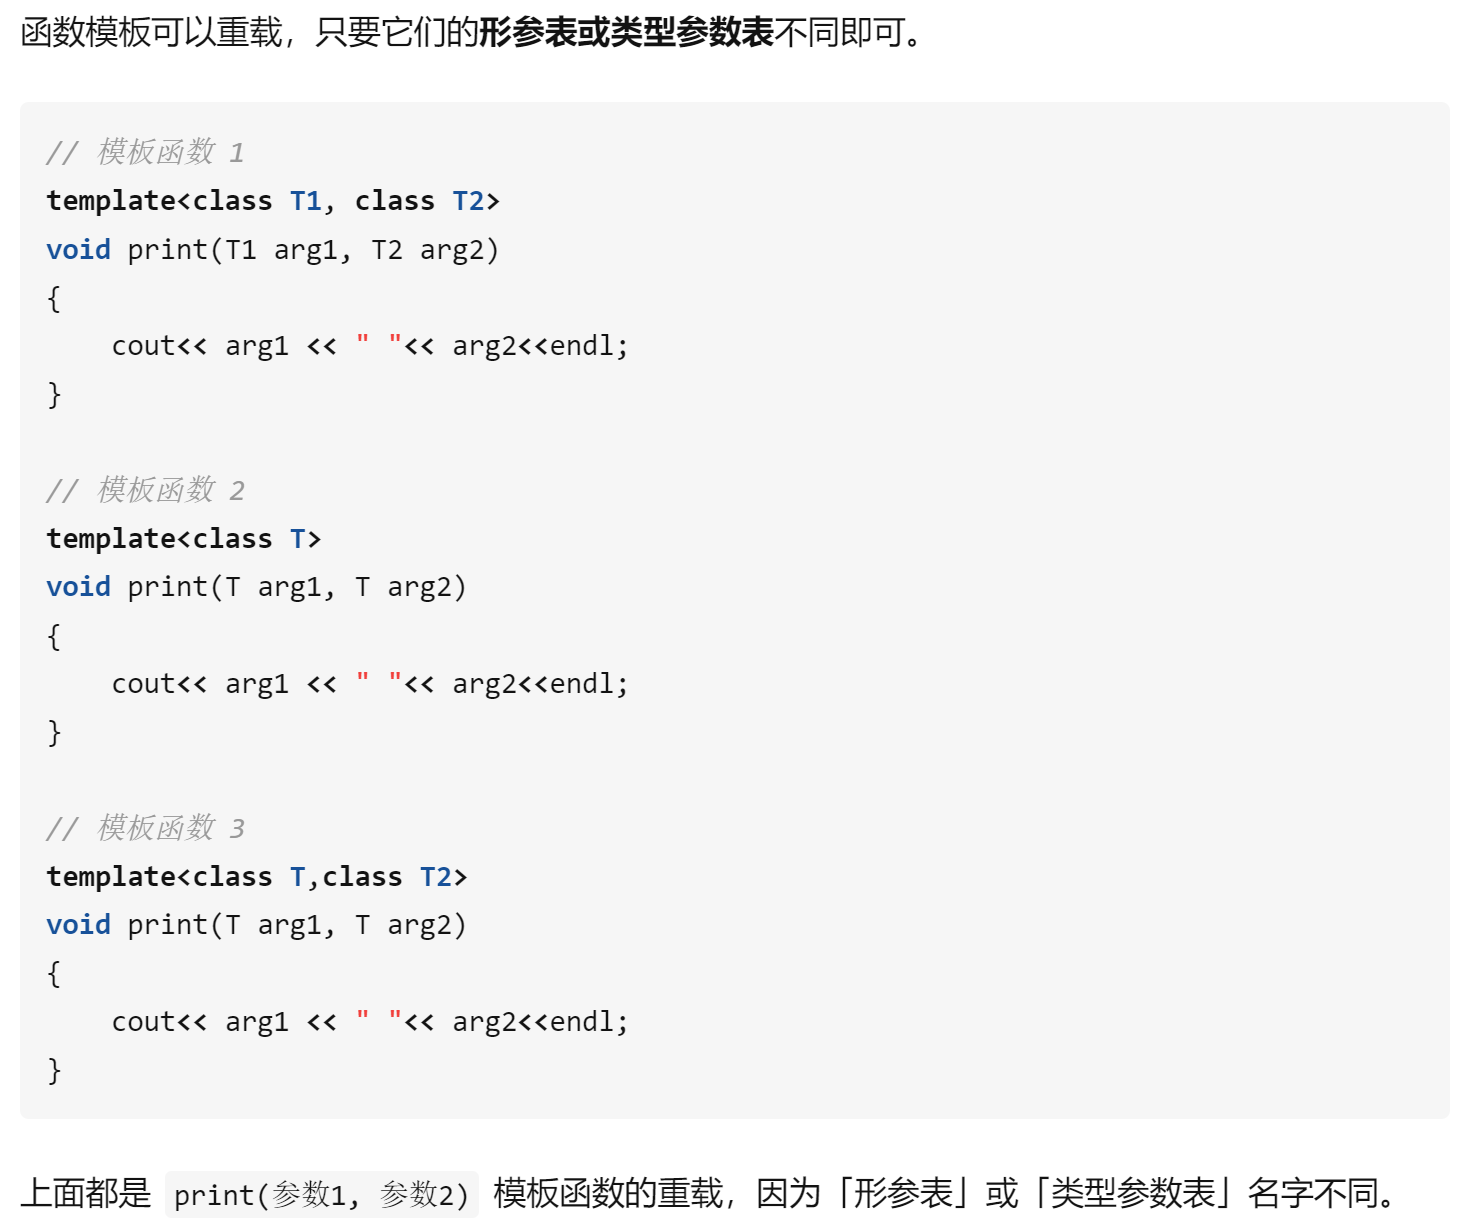 函数模板可以重载，只要它们的形参表或类型参数表不同即可。
// 模板函数 1
template<class T1, class T2>
void print(T1 arg1, T2 arg2)
{
    cout<< arg1 << " "<< arg2<<endl;
}
// 模板函数 2
template<class T>
void print(T arg1, T arg2)
{
    cout<< arg1 << " "<< arg2<<endl;
}
// 模板函数 3
template<class T,class T2>
void print(T arg1, T arg2)
{
    cout<< arg1 << " "<< arg2<<endl;
}
上面都是 print(参数1, 参数2) 模板函数的重载，因为「形参表」或「类型参数表」名字不同。